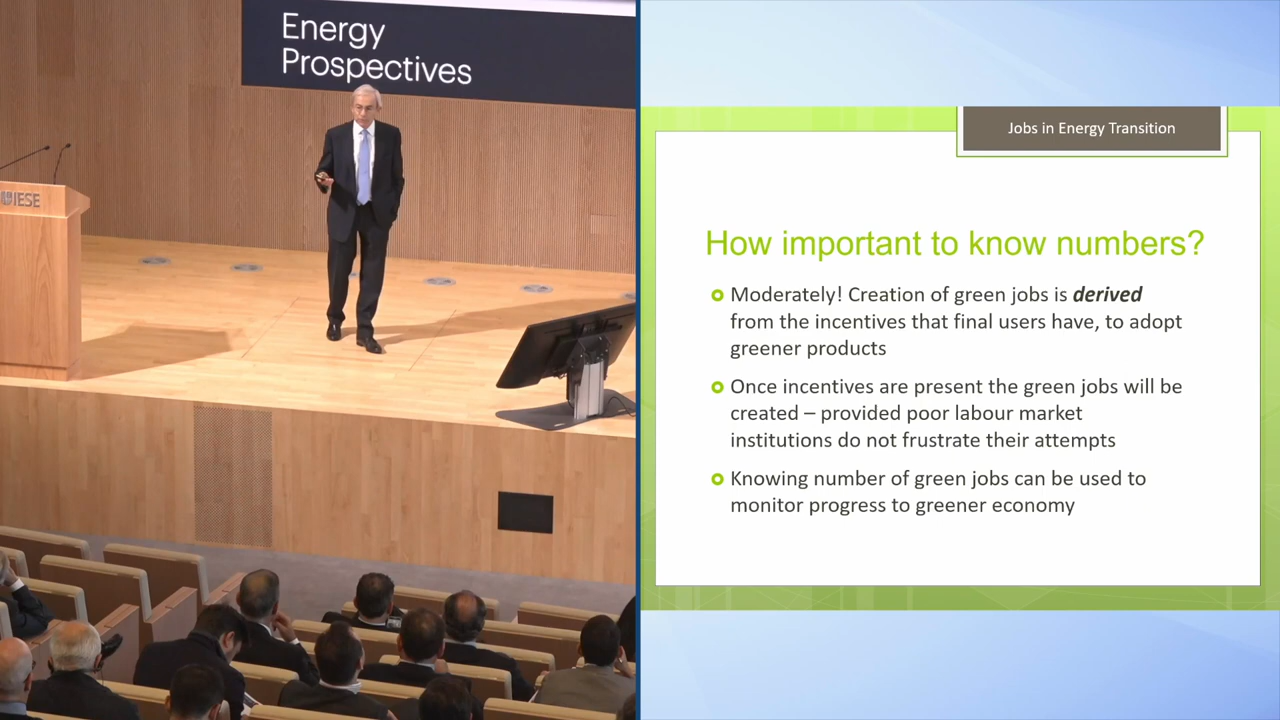 Energy
Prospectives
IESE
Jobs in Energy Transition
How important to know numbers?
Moderately! Creation of green jobs is derived
from the incentives that final users have, to adopt
greener products
Once incentives are present the green jobs will be
created – provided poor labour market
institutions do not frustrate their attempts
Knowing number of green jobs can be used to
monitor progress to greener economy